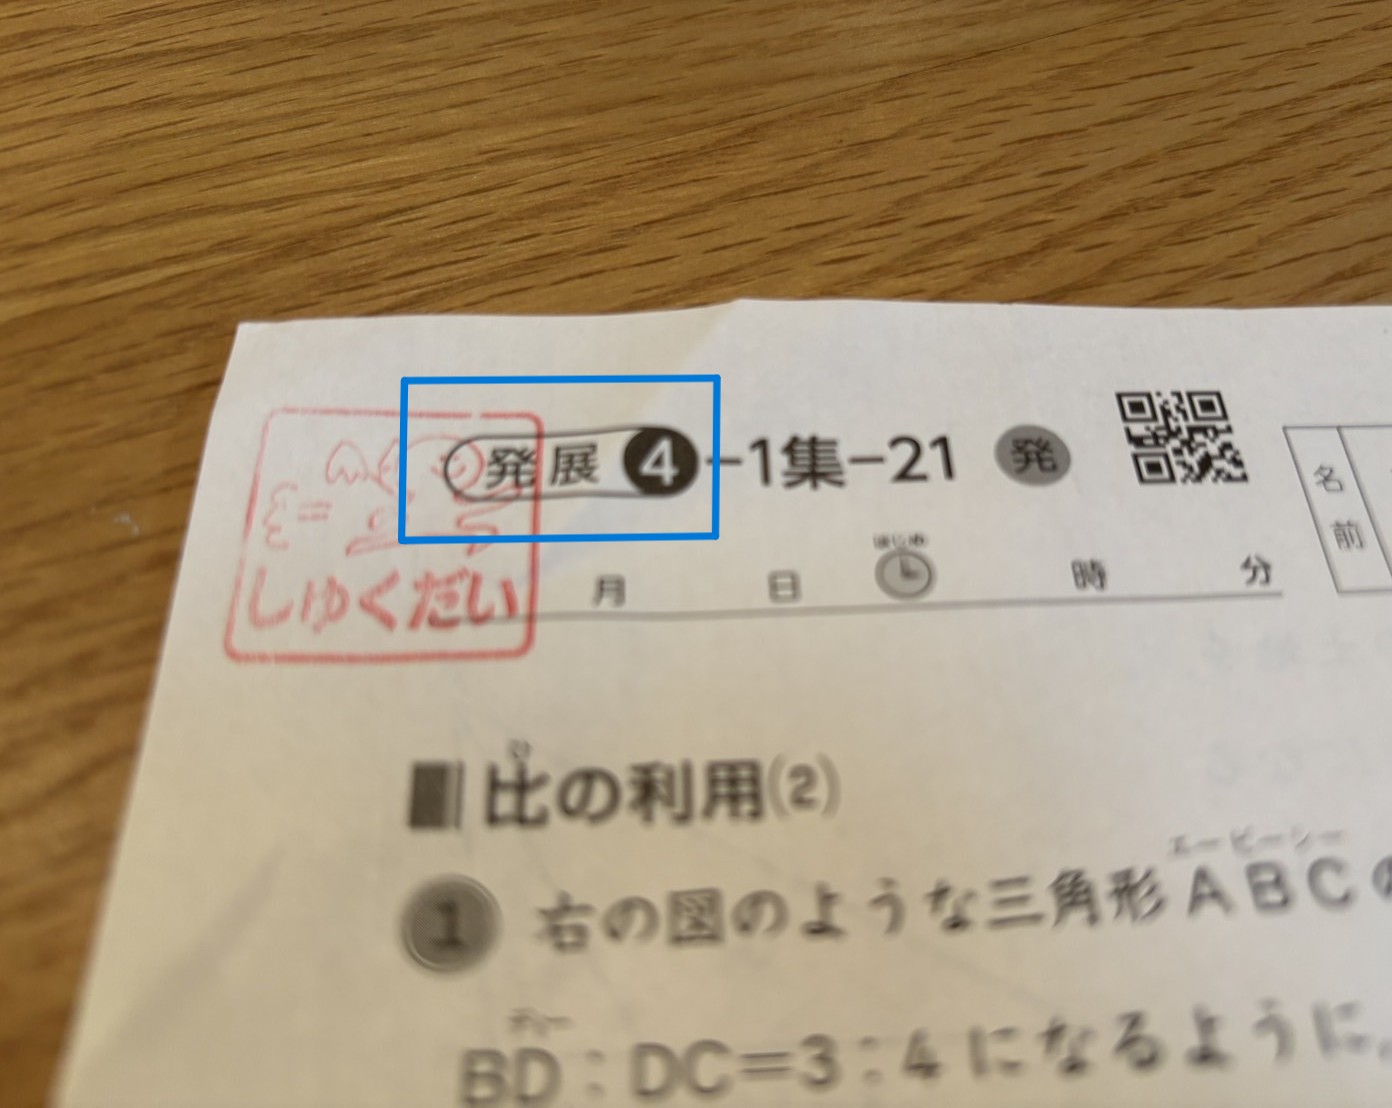 発展 4 -1集-21 発
名前
はじめ
月 日 時 分
しゅくだい
ひ
比の利用(2)
エービーシー
1 右の図のような三角形ABC
ディー
BD:DC=3:4になるように,